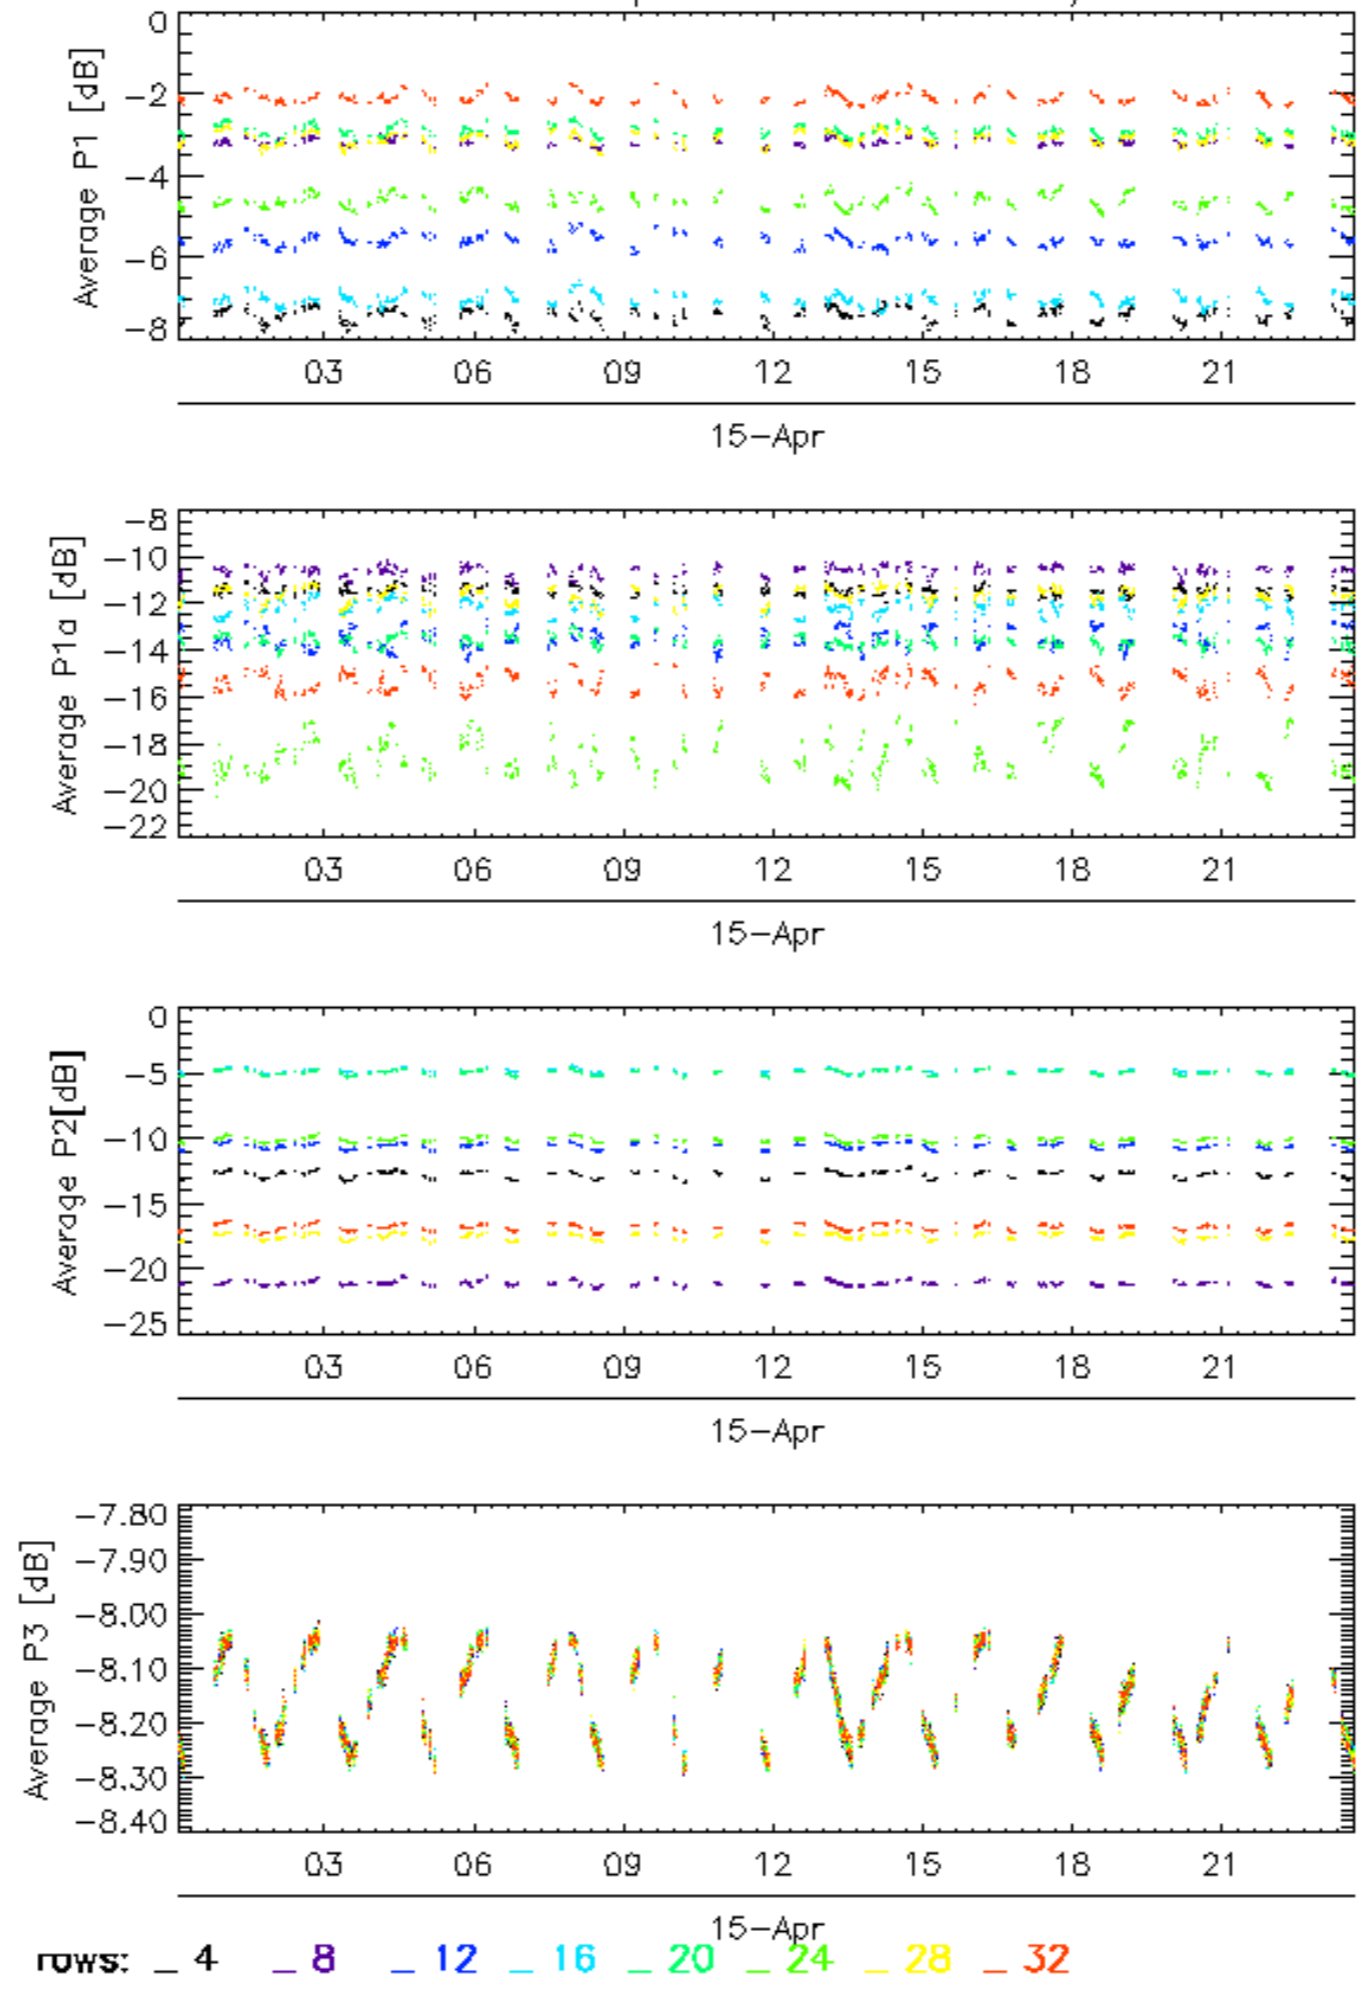 0
−2
−4
−6
−8
Average P1 [dB]
03 06 09 12 15 18 21
15−Apr
−8
−10
−12
−14
−16
−18
−20
−22
Average P1a [dB]
03 06 09 12 15 18 21
15−Apr
0
−5
−10
−15
−20
−25
Average P2[dB]
03 06 09 12 15 18 21
15−Apr
−7.80
−7.90
−8.00
−8.10
−8.20
−8.30
−8.40
Average P3 [dB]
03 06 09 12 15 18 21
15−Apr
rows: _ 4 _ 8 _ 12 _ 16 _ 20 _ 24 _ 28 _ 32